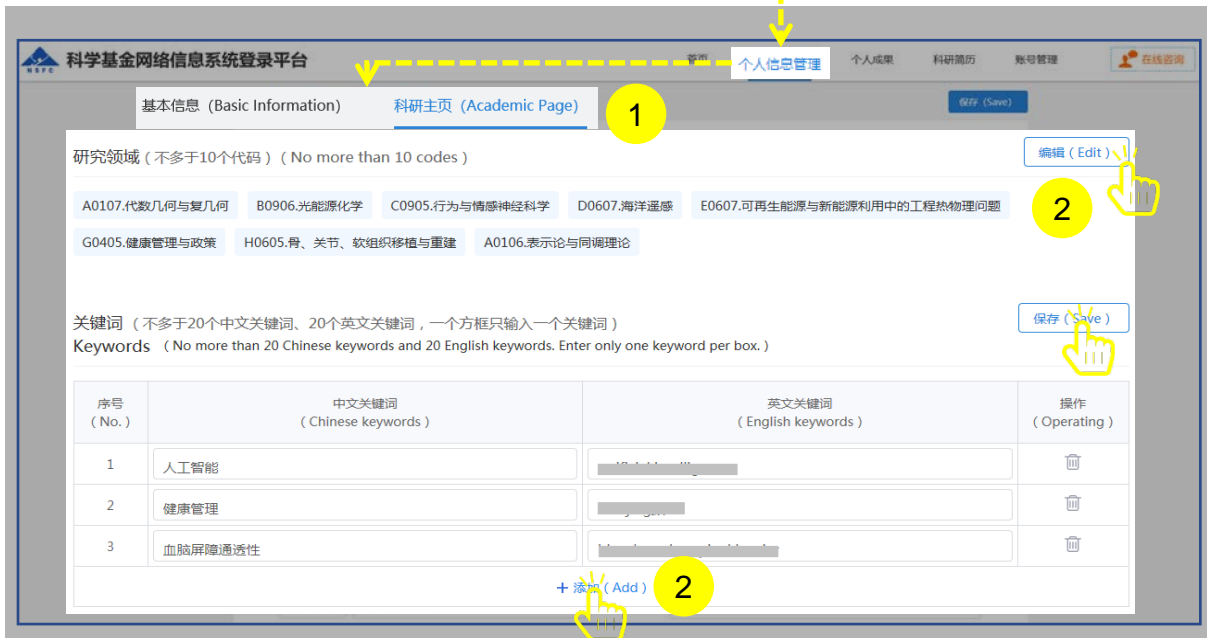 NSFC 科学基金网络信息系统登录平台 首页 个人信息管理 个人成果 科研简历 账号管理 在线咨询
基本信息（Basic Information） 科研主页（Academic Page） 1 保存 (Save)
研究领域（不多于10个代码）（No more than 10 codes） 编辑（Edit）
A0107.代数几何与复几何 B0906.光能源化学 C0905.行为与情感神经科学 D0607.海洋遥感 E0607.可再生能源与新能源利用中的工程热物理问题 2
G0405.健康管理与政策 H0605.骨、关节、软组织移植与重建 A0106.表示论与同调理论
关键词（不多于20个中文关键词、20个英文关键词，一个方框只输入一个关键词） 保存（Save）
Keywords （No more than 20 Chinese keywords and 20 English keywords. Enter only one keyword per box.）
序号 中文关键词 英文关键词 操作
（No.） （Chinese keywords） （English keywords） （Operating）
1 人工智能
2 健康管理
3 血脑屏障通透性
+ 添加（Add） 2